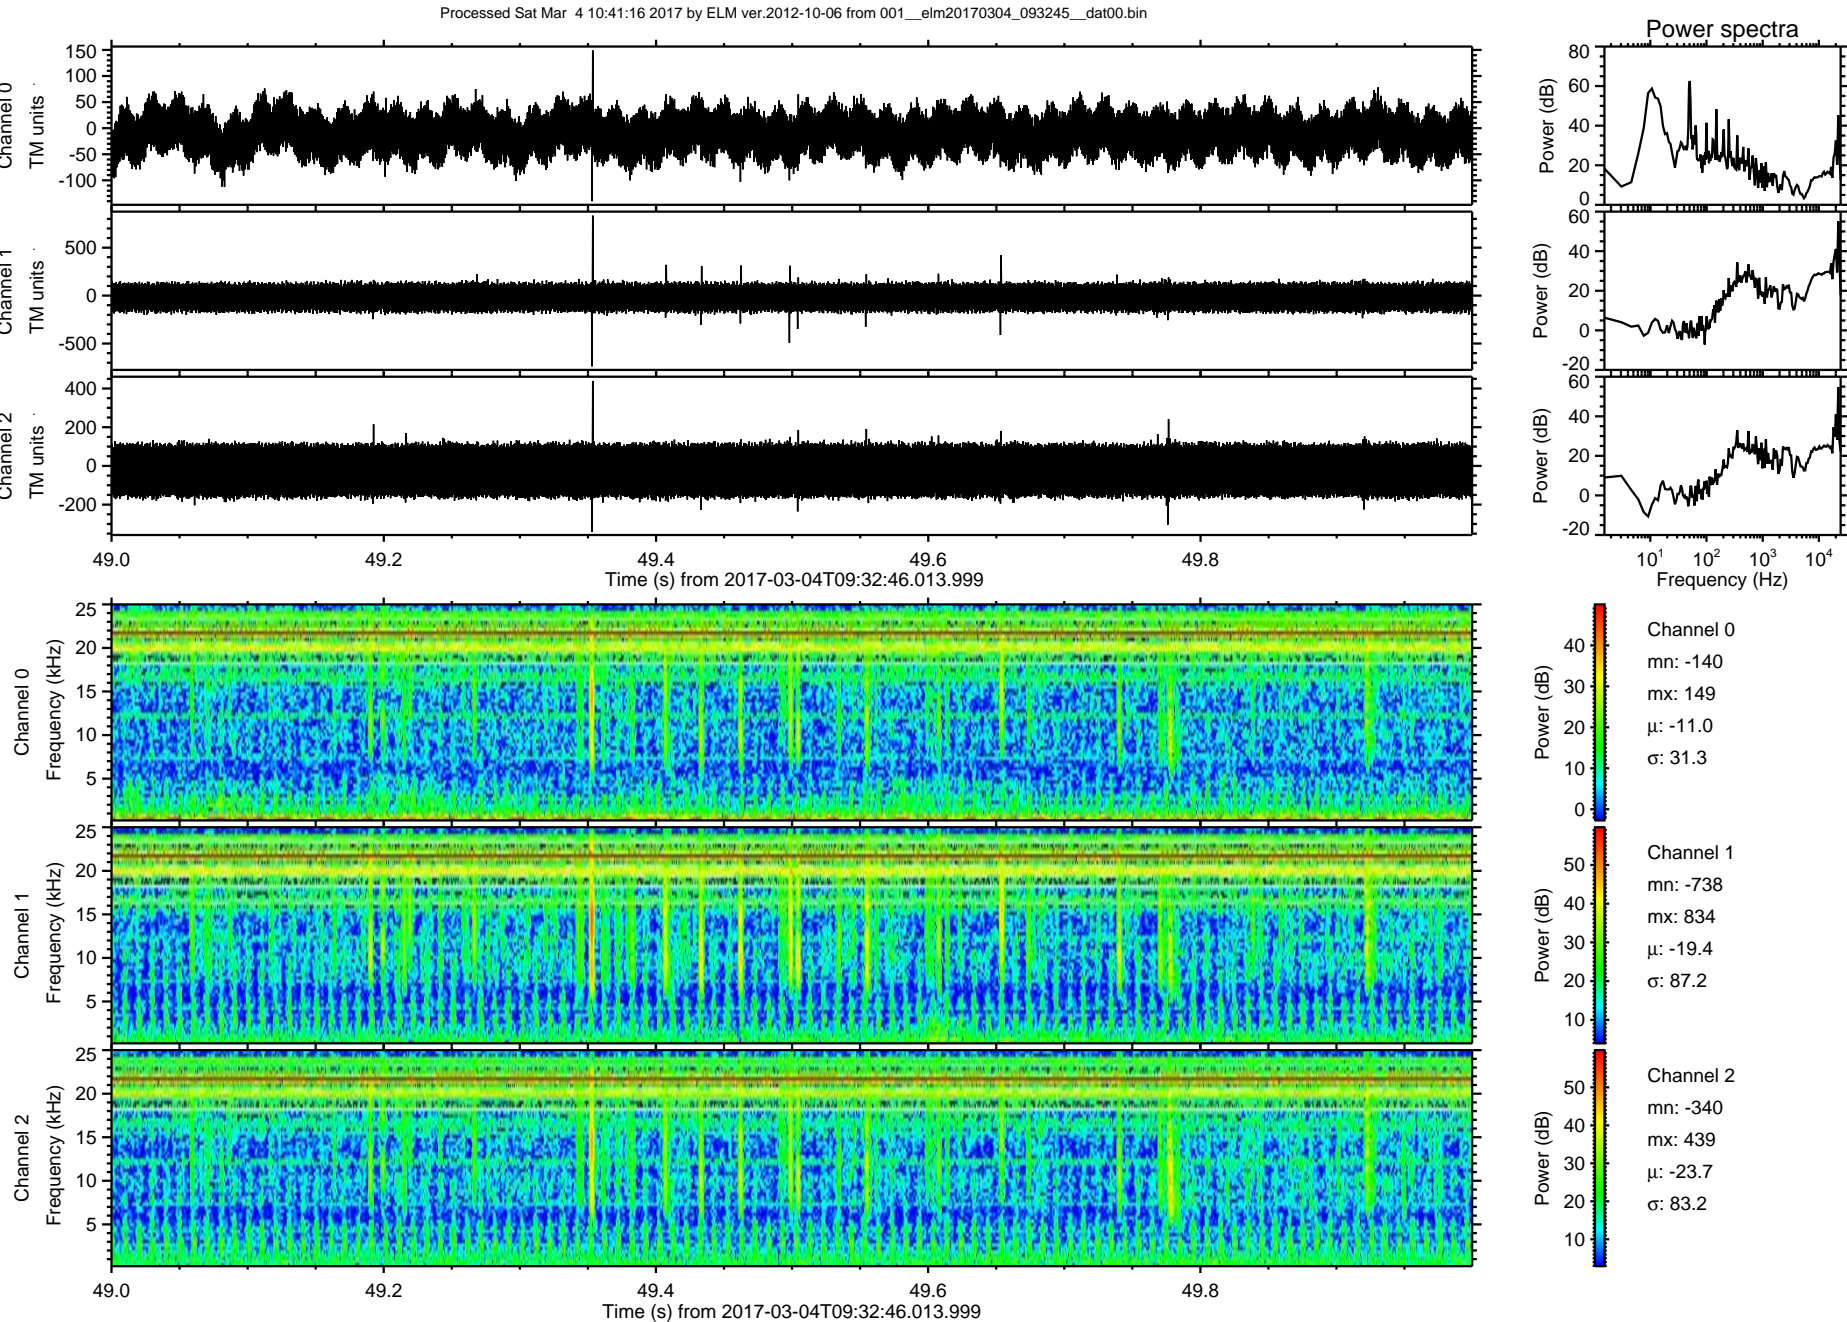 Processed Sat Mar  4 10:41:16 2017 by ELM ver.2012-10-06 from 001__elm20170304_093245__dat00.bin
Power spectra
Channel 0
TM units
150
100
50
0
-50
-100
Power (dB)
80
60
40
20
0
Channel 1
TM units
500
0
-500
Power (dB)
60
40
20
0
-20
Channel 2
TM units
400
200
0
-200
Power (dB)
60
40
20
0
-20
49.0 49.2 49.4 49.6 49.8
Time (s) from 2017-03-04T09:32:46.013.999
10^1 10^2 10^3 10^4
Frequency (Hz)
Channel 0
Frequency (kHz)
25
20
15
10
5
Power (dB)
40
30
20
10
0
Channel 0
mn: -140
mx: 149
μ: -11.0
σ: 31.3
Channel 1
Frequency (kHz)
25
20
15
10
5
Power (dB)
50
40
30
20
10
Channel 1
mn: -738
mx: 834
μ: -19.4
σ: 87.2
Channel 2
Frequency (kHz)
25
20
15
10
5
Power (dB)
50
40
30
20
10
Channel 2
mn: -340
mx: 439
μ: -23.7
σ: 83.2
49.0 49.2 49.4 49.6 49.8
Time (s) from 2017-03-04T09:32:46.013.999